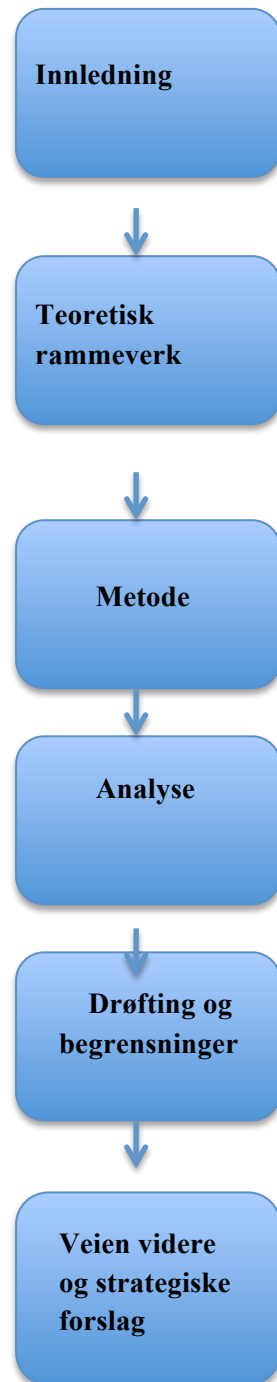 Innledning
Teoretisk
rammeverk
Metode
Analyse
Drøfting og
begrensninger
Veien videre
og strategiske
forslag